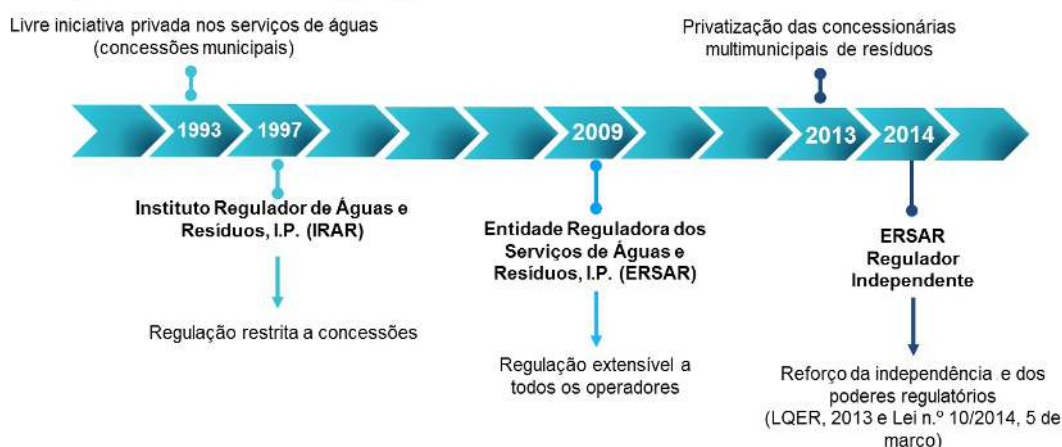 Livre iniciativa privada nos serviços de águas
(concessões municipais)
Privatização das concessionárias
multimunicipais de resíduos
1993
1997
2009
2013
2014
Instituto Regulador de Águas e
Resíduos, I.P. (IRAR)
Regulação restrita a concessões
Entidade Reguladora dos
Serviços de Águas e
Resíduos, I.P. (ERSAR)
Regulação extensível a
todos os operadores
ERSAR
Regulador
Independente
Reforço da independência e dos
poderes regulatórios
(LQER, 2013 e Lei n.º 10/2014, 5 de
março)